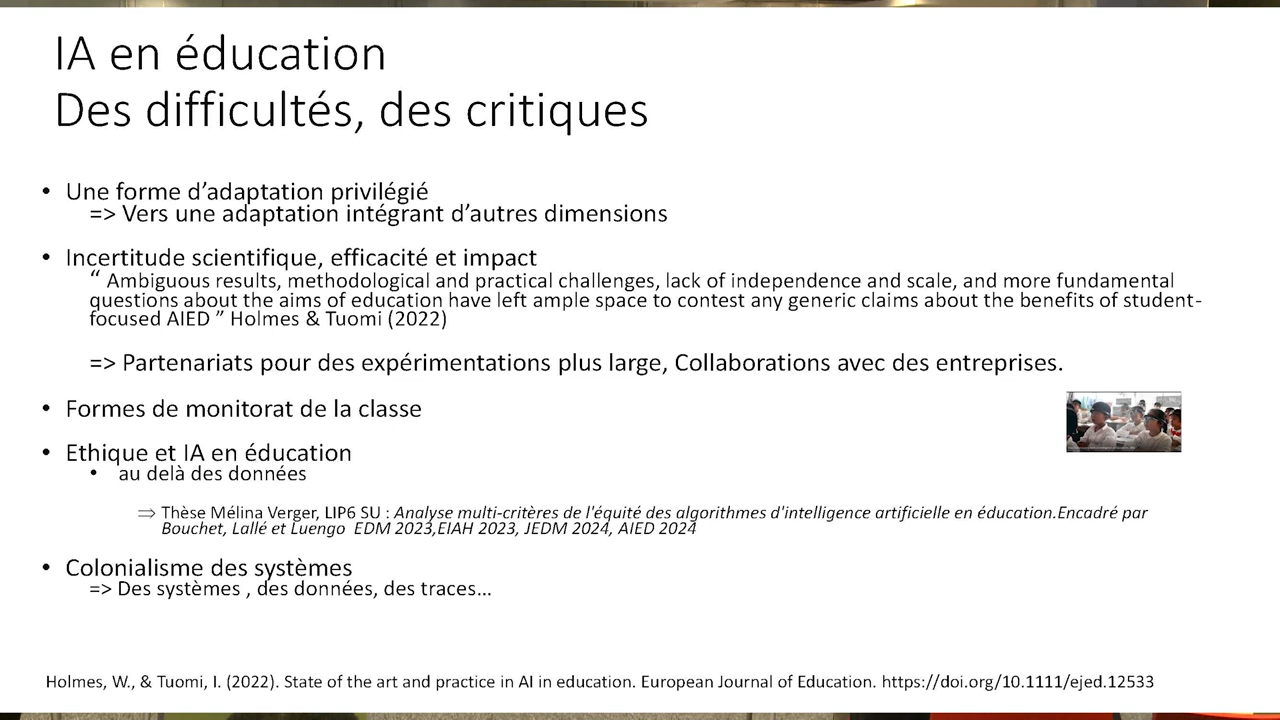 IA en éducation
Des difficultés, des critiques
• Une forme d’adaptation privilégié
=> Vers une adaptation intégrant d’autres dimensions
• Incertitude scientifique, efficacité et impact
“ Ambiguous results, methodological and practical challenges, lack of independence and scale, and more fundamental
questions about the aims of education have left ample space to contest any generic claims about the benefits of student-
focused AIED ” Holmes & Tuomi (2022)
=> Partenariats pour des expérimentations plus large, Collaborations avec des entreprises.
• Formes de monitorat de la classe
• Ethique et IA en éducation
• au delà des données
⇒ Thèse Mélina Verger, LIP6 SU : Analyse multi-critères de l'équité des algorithmes d'intelligence artificielle en éducation.Encadré par
Bouchet, Lallé et Luengo EDM 2023,EIAH 2023, JEDM 2024, AIED 2024
• Colonialisme des systèmes
=> Des systèmes , des données, des traces…
Holmes, W., & Tuomi, I. (2022). State of the art and practice in AI in education. European Journal of Education. https://doi.org/10.1111/ejed.12533